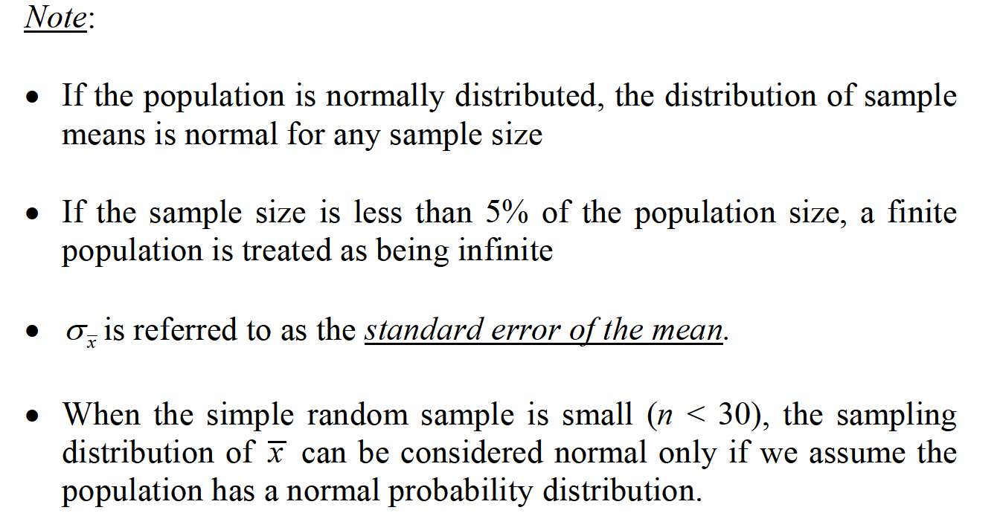 Note:
• If the population is normally distributed, the distribution of sample
means is normal for any sample size
• If the sample size is less than 5% of the population size, a finite
population is treated as being infinite
• σx̅ is referred to as the standard error of the mean.
• When the simple random sample is small (n < 30), the sampling
distribution of x̅ can be considered normal only if we assume the
population has a normal probability distribution.